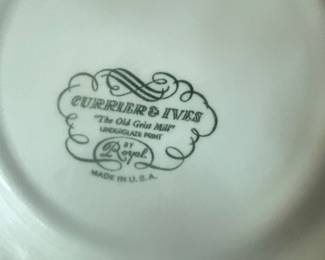 CURRIER & IVES
"The Old Grist Mill"
UNDERGLAZE PRINT
BY
Royal
MADE IN U.S.A.